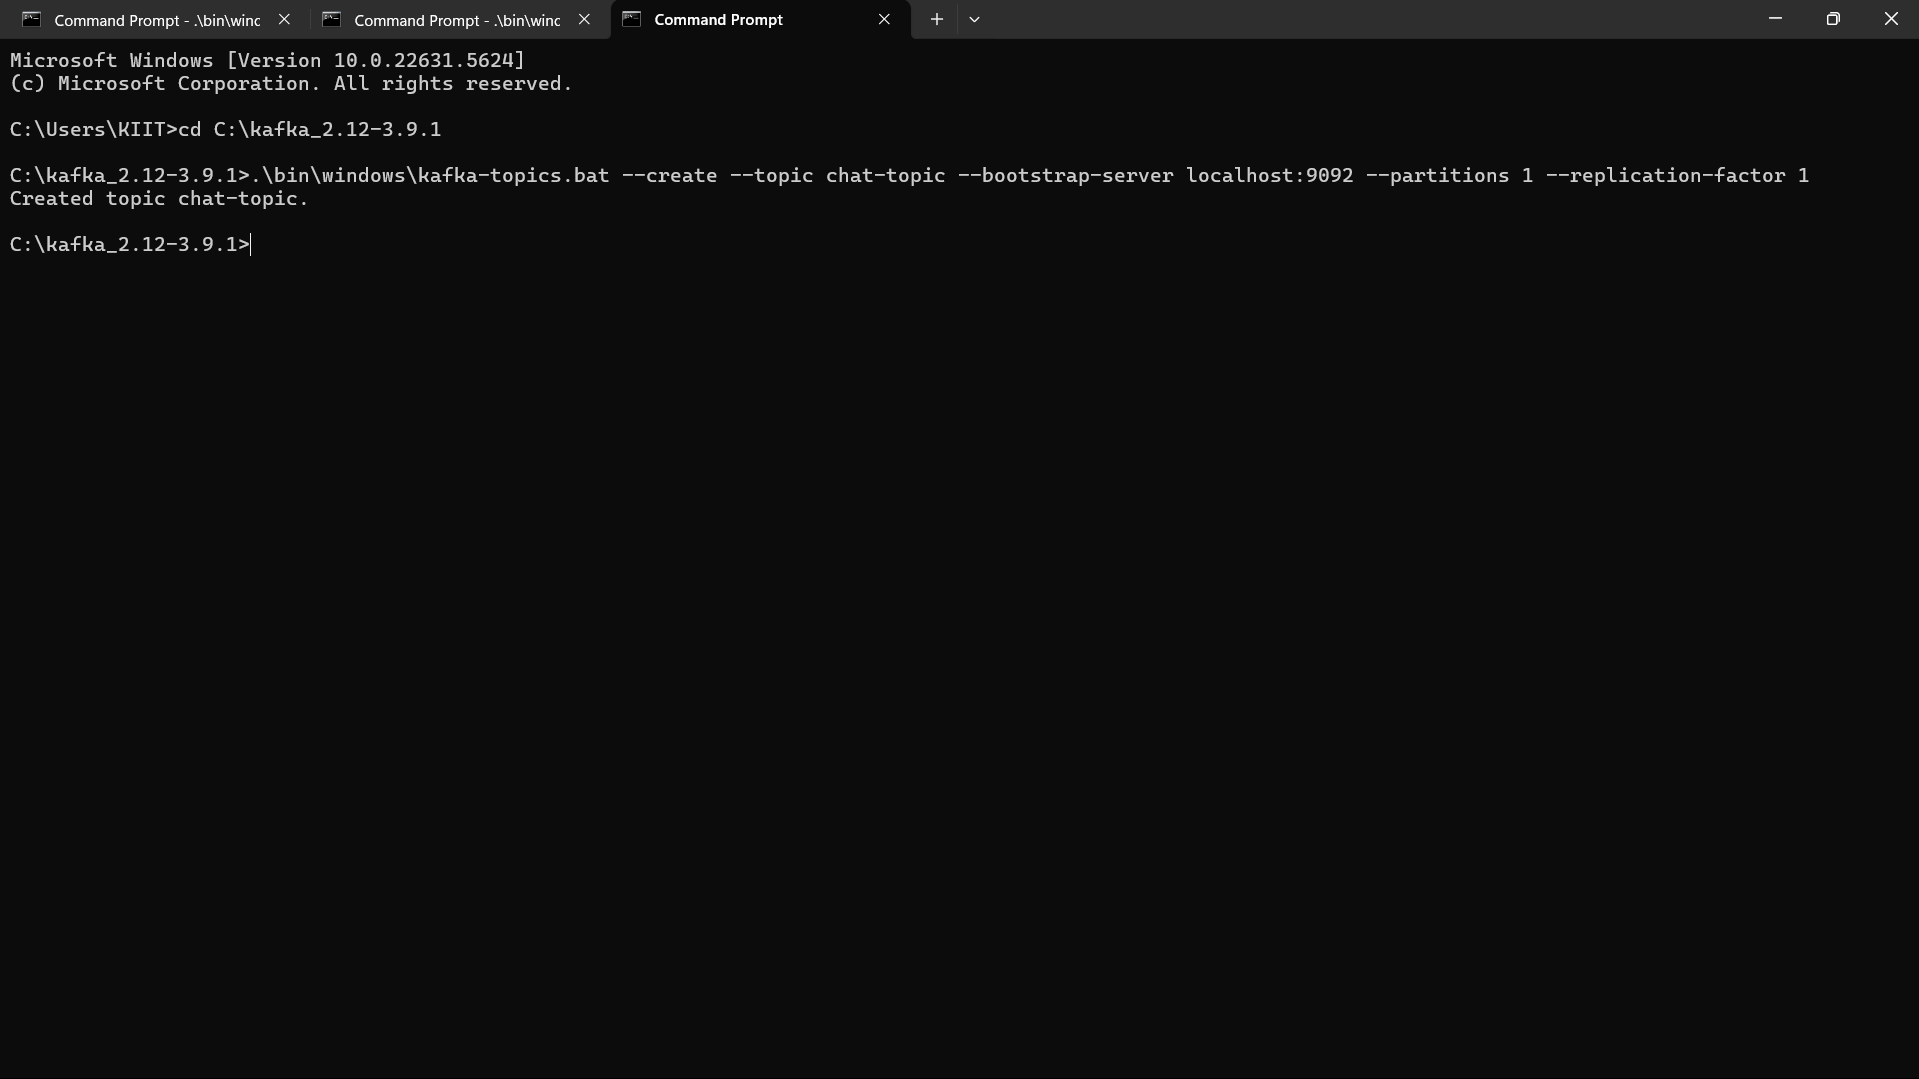 Command Prompt - .\bin\winc
Command Prompt - .\bin\winc
Command Prompt
Microsoft Windows [Version 10.0.22631.5624]
(c) Microsoft Corporation. All rights reserved.
C:\Users\KIIT>cd C:\kafka_2.12-3.9.1
C:\kafka_2.12-3.9.1>.\bin\windows\kafka-topics.bat --create --topic chat-topic --bootstrap-server localhost:9092 --partitions 1 --replication-factor 1
Created topic chat-topic.
C:\kafka_2.12-3.9.1>